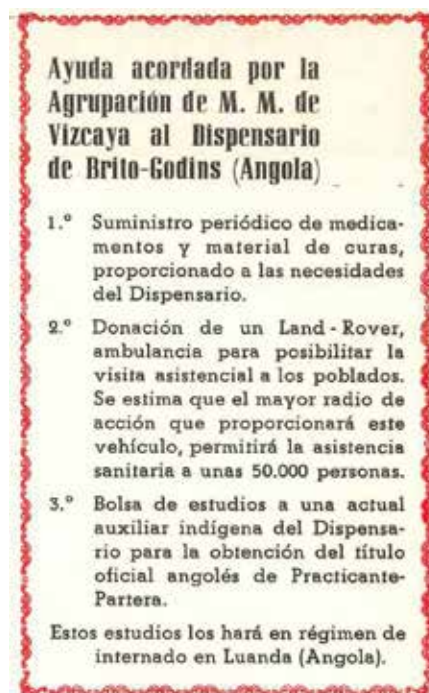 Ayuda acordada por la
Agrupación de M. M. de
Vizcaya al Dispensario
de Brito-Godins (Angola)
1.º Suministro periódico de medica-
mentos y material de curas,
proporcionado a las necesidades
del Dispensario.
2.º Donación de un Land-Rover,
ambulancia para posibilitar la
visita asistencial a los poblados.
Se estima que el mayor radio de
acción que proporcionará este
vehículo, permitirá la asistencia
sanitaria a unas 50.000 personas.
3.º Bolsa de estudios a una actual
auxiliar indígena del Dispensa-
rio para la obtención del título
oficial angolés de Practicante-
Partera.
Estos estudios los hará en régimen de
internado en Luanda (Angola).